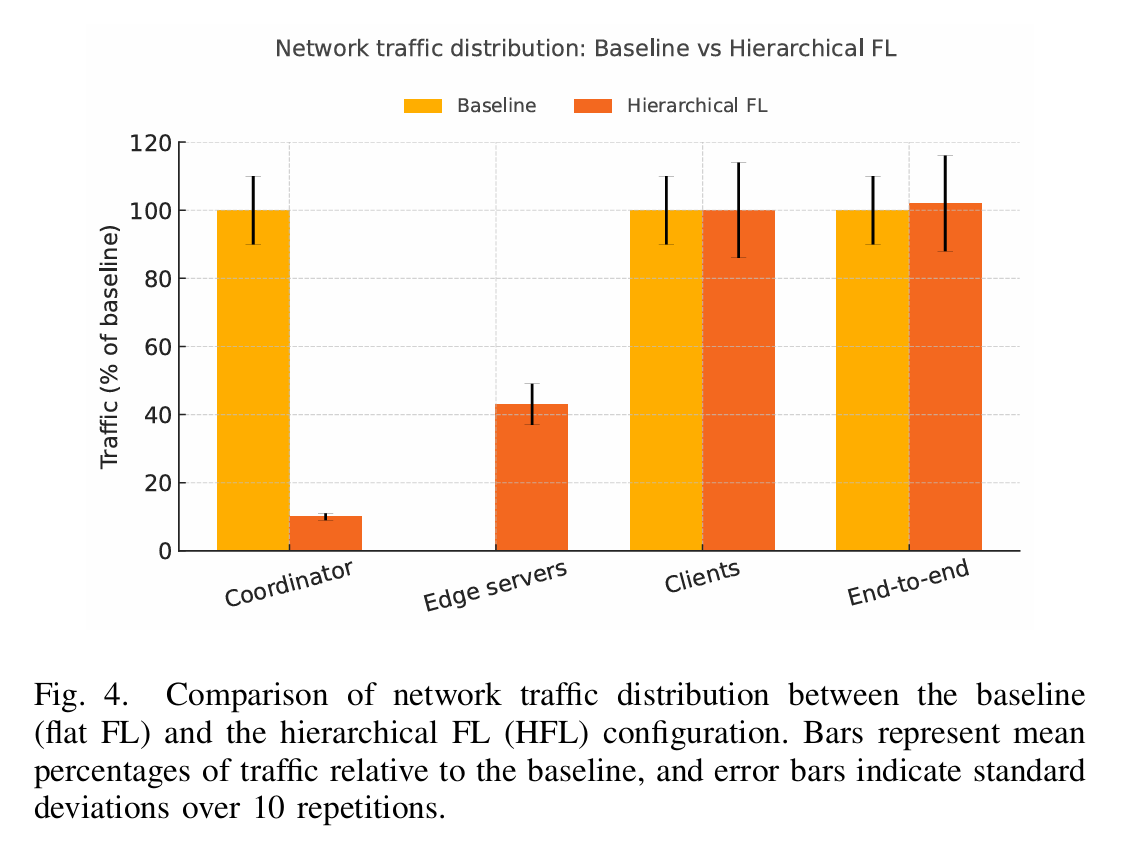 Network traffic distribution: Baseline vs Hierarchical FL
Baseline Hierarchical FL
Traffic (% of baseline)
120
100
80
60
40
20
0
Coordinator Edge servers Clients End-to-end
Fig. 4. Comparison of network traffic distribution between the baseline
(flat FL) and the hierarchical FL (HFL) configuration. Bars represent mean
percentages of traffic relative to the baseline, and error bars indicate standard
deviations over 10 repetitions.